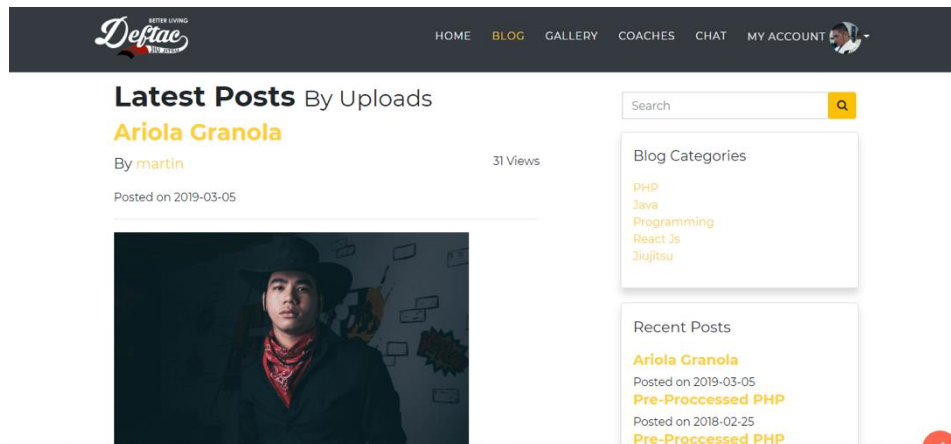 BETTER LIVING
Deftac
JIU JITSU
HOME BLOG GALLERY COACHES CHAT MY ACCOUNT
Latest Posts By Uploads
Ariola Granola
By martin
31 Views
Posted on 2019-03-05
Search
Blog Categories
PHP
Java
Programming
React Js
Jiujitsu
Recent Posts
Ariola Granola
Posted on 2019-03-05
Pre-Proccessed PHP
Posted on 2018-02-25
Pre-Proccessed PHP